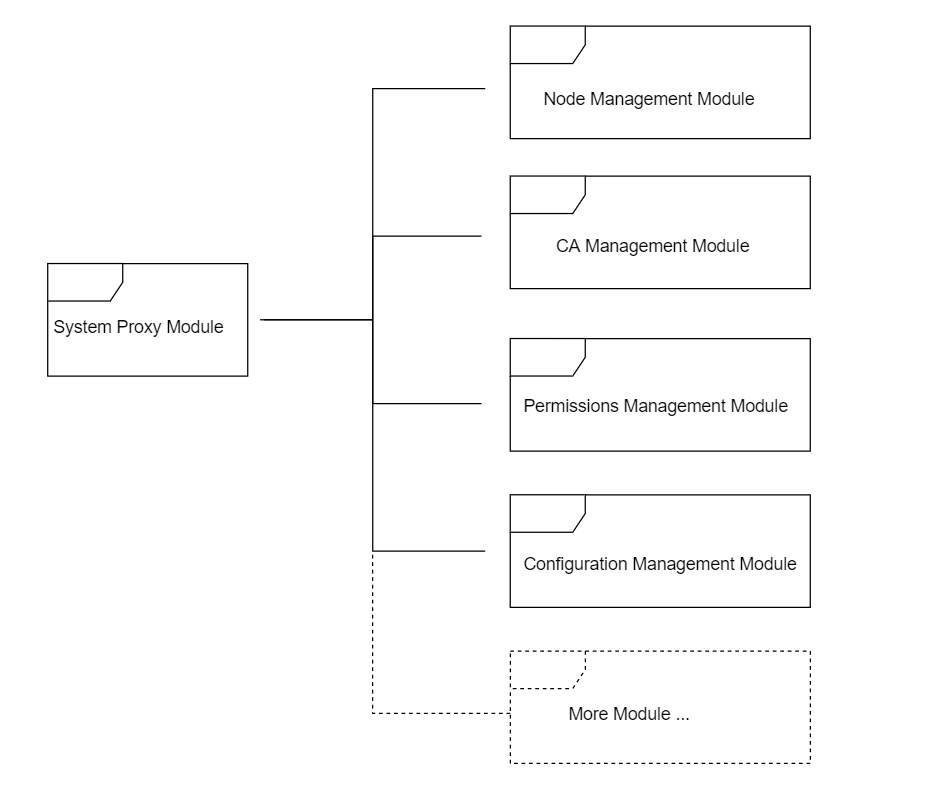 Node Management Module
CA Management Module
System Proxy Module
Permissions Management Module
Configuration Management Module
More Module ...